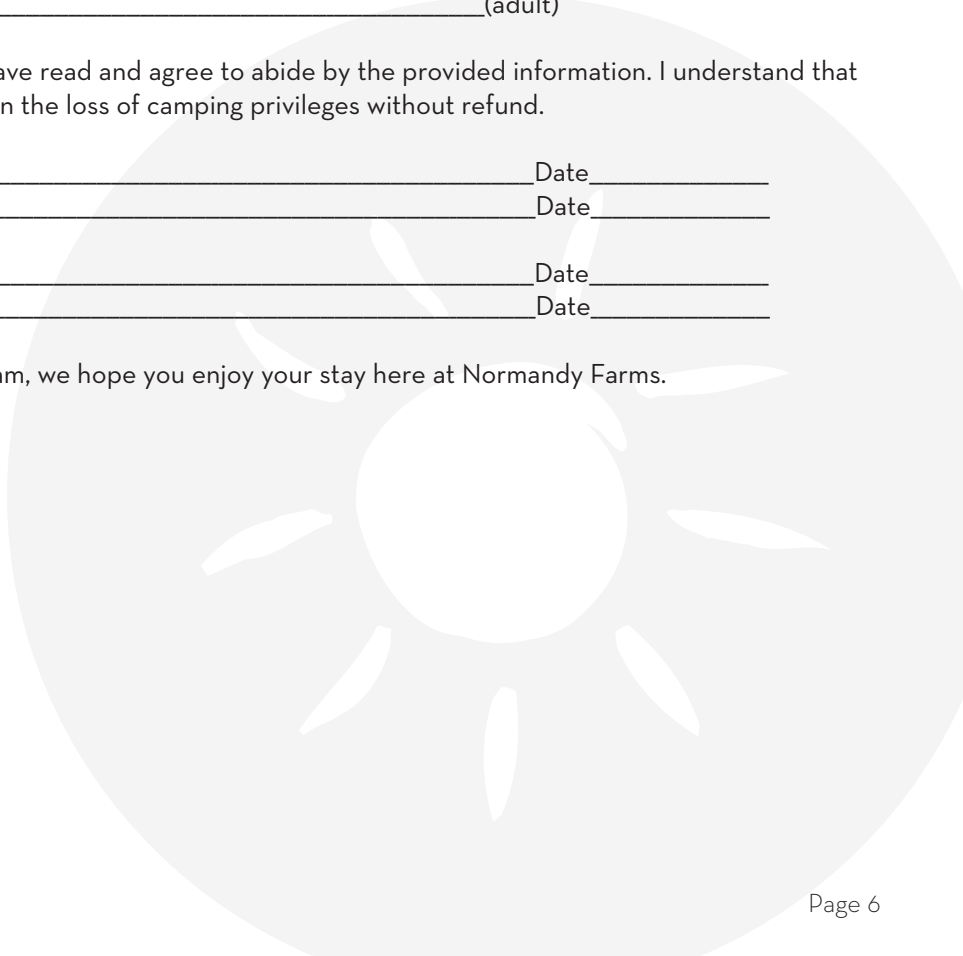 (adult)
ave read and agree to abide by the provided information. I understand that
n the loss of camping privileges without refund.
Date
Date
Date
Date
am, we hope you enjoy your stay here at Normandy Farms.
Page 6